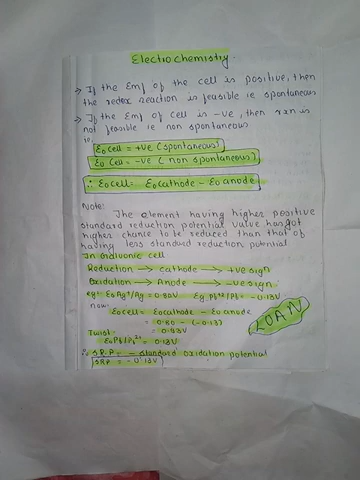 Electrochemistry
→ If the Emf of the cell is positive, then
the redox reaction is feasible ie spontaneous
→ If the Emf of cell is -ve, then rxn is
not feasible ie non spontaneous
ie.
E₀cell = +ve (spontaneous)
E₀ cell = -ve (non spontaneous)
∴ E₀cell = E₀cathode - E₀ anode
Note:
The element having higher positive
standard reduction potential value has got
higher chance to be reduced than that of
having less standard reduction potential
In Galvanic cell
Reduction → cathode → +ve sign
Oxidation → Anode → -ve sign
eg: E₀Ag⁺/Ag = 0.80V E₀ Pb⁺²/Pb = -0.13V
now,
E₀cell = E₀cathode - E₀ anode
= 0.80 - (-0.13)
= 0.93V
Twist:
E₀Pb/Pb²⁺ = 0.13V
∴ S.R.P = - standard oxidation potential
SRP = -0.13V
LOAN